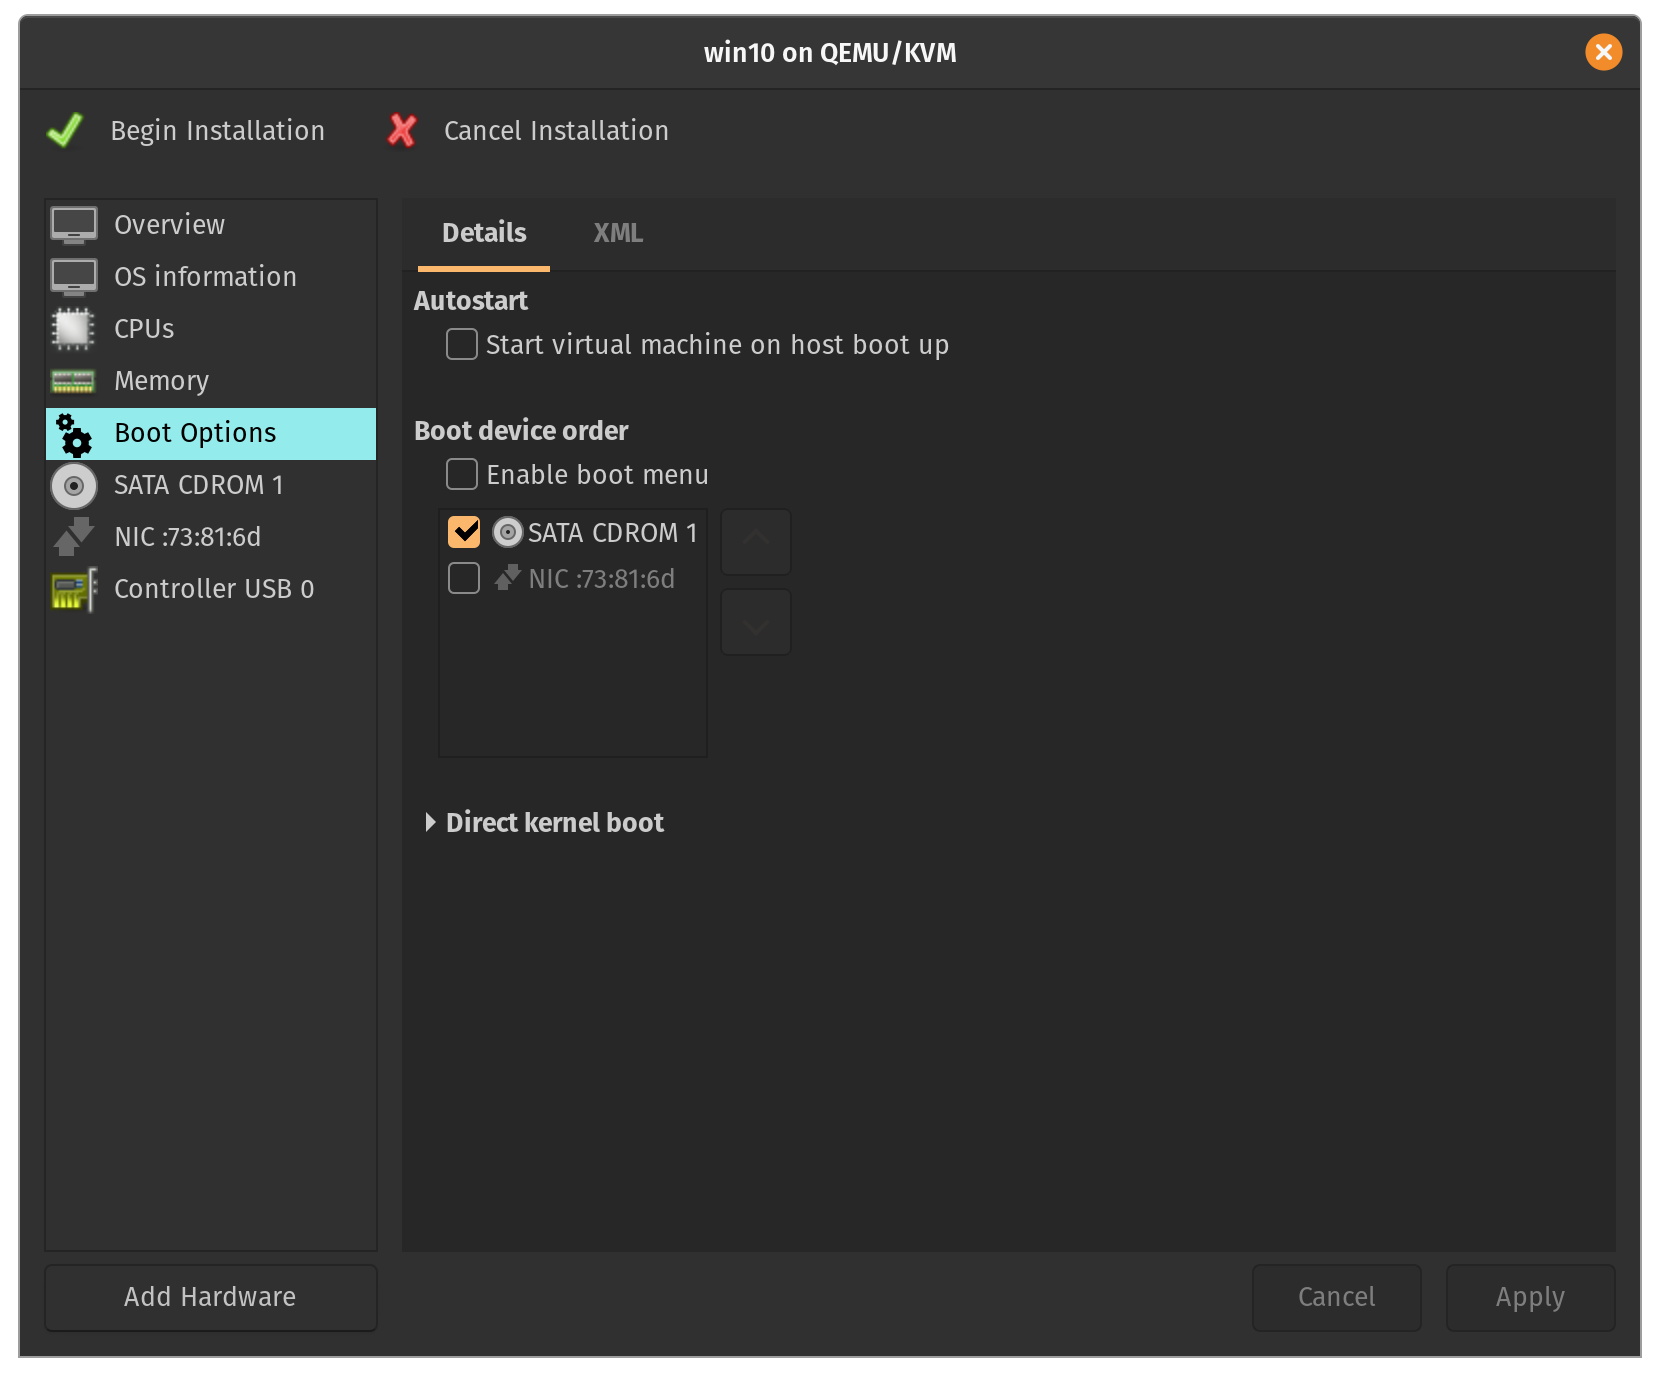 win10 on QEMU/KVM
Begin Installation
Cancel Installation
Overview
OS information
CPUs
Memory
Boot Options
SATA CDROM 1
NIC :73:81:6d
Controller USB 0
Add Hardware
Details
XML
Autostart
Start virtual machine on host boot up
Boot device order
Enable boot menu
SATA CDROM 1
NIC :73:81:6d
Direct kernel boot
Cancel
Apply